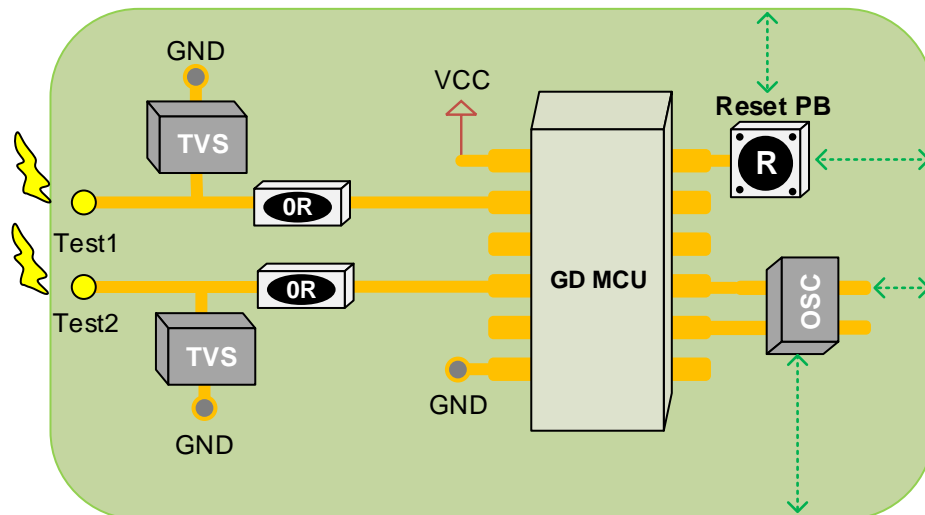 GND
VCC
Reset PB
TVS
R
0R
Test1
GD MCU
0R
OSC
Test2
TVS
GND
GND